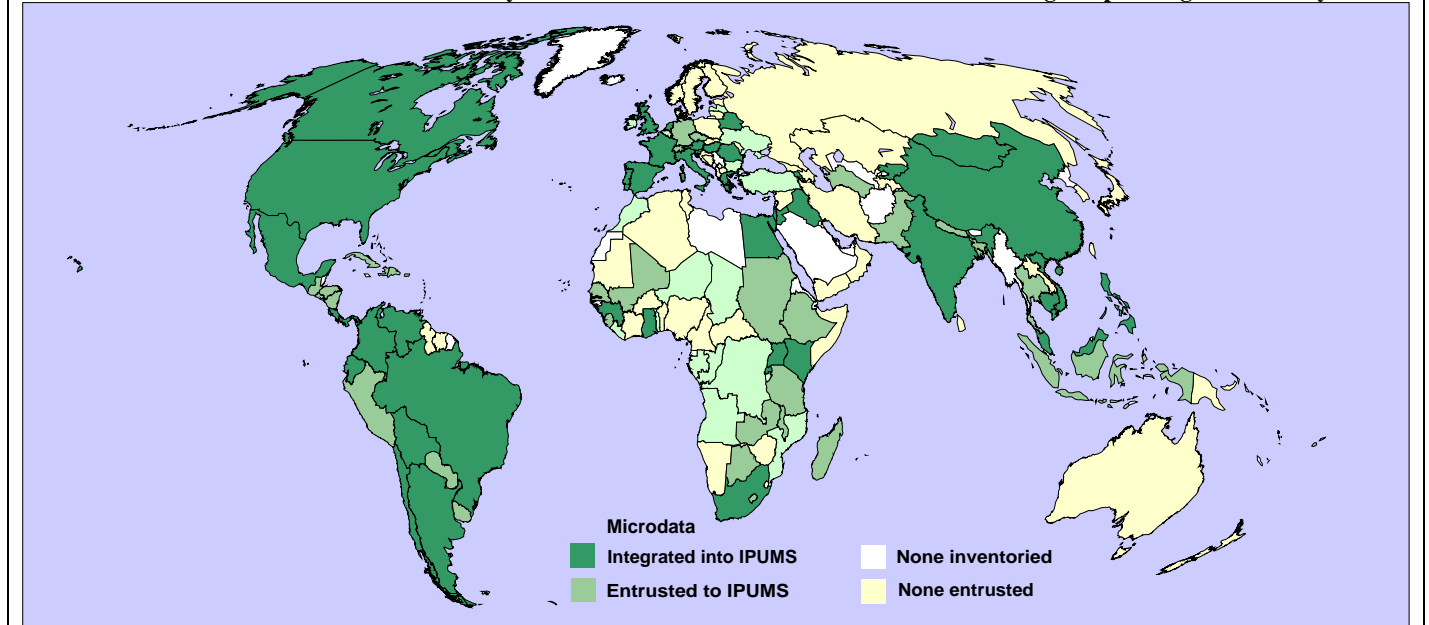 Microdata
Integrated into IPUMS
None inventoried
Entrusted to IPUMS
None entrusted